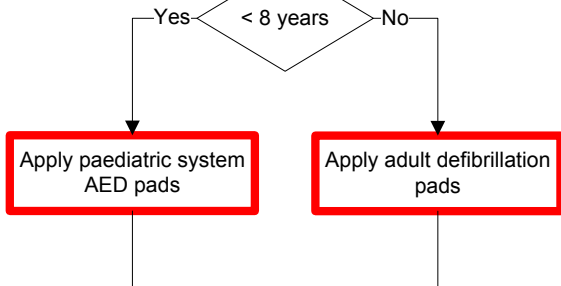 Yes
< 8 years
No
Apply paediatric system
AED pads
Apply adult defibrillation
pads